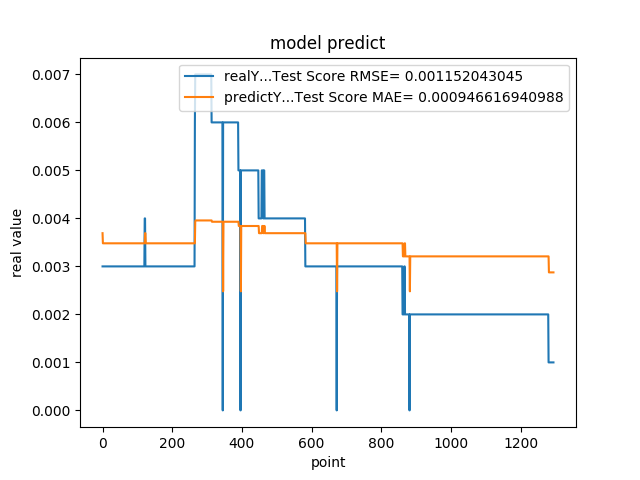 model predict
realY...Test Score RMSE= 0.001152043045
predictY...Test Score MAE= 0.000946616940988
0.007
0.006
0.005
0.004
0.003
0.002
0.001
0.000
real value
0 200 400 600 800 1000 1200
point